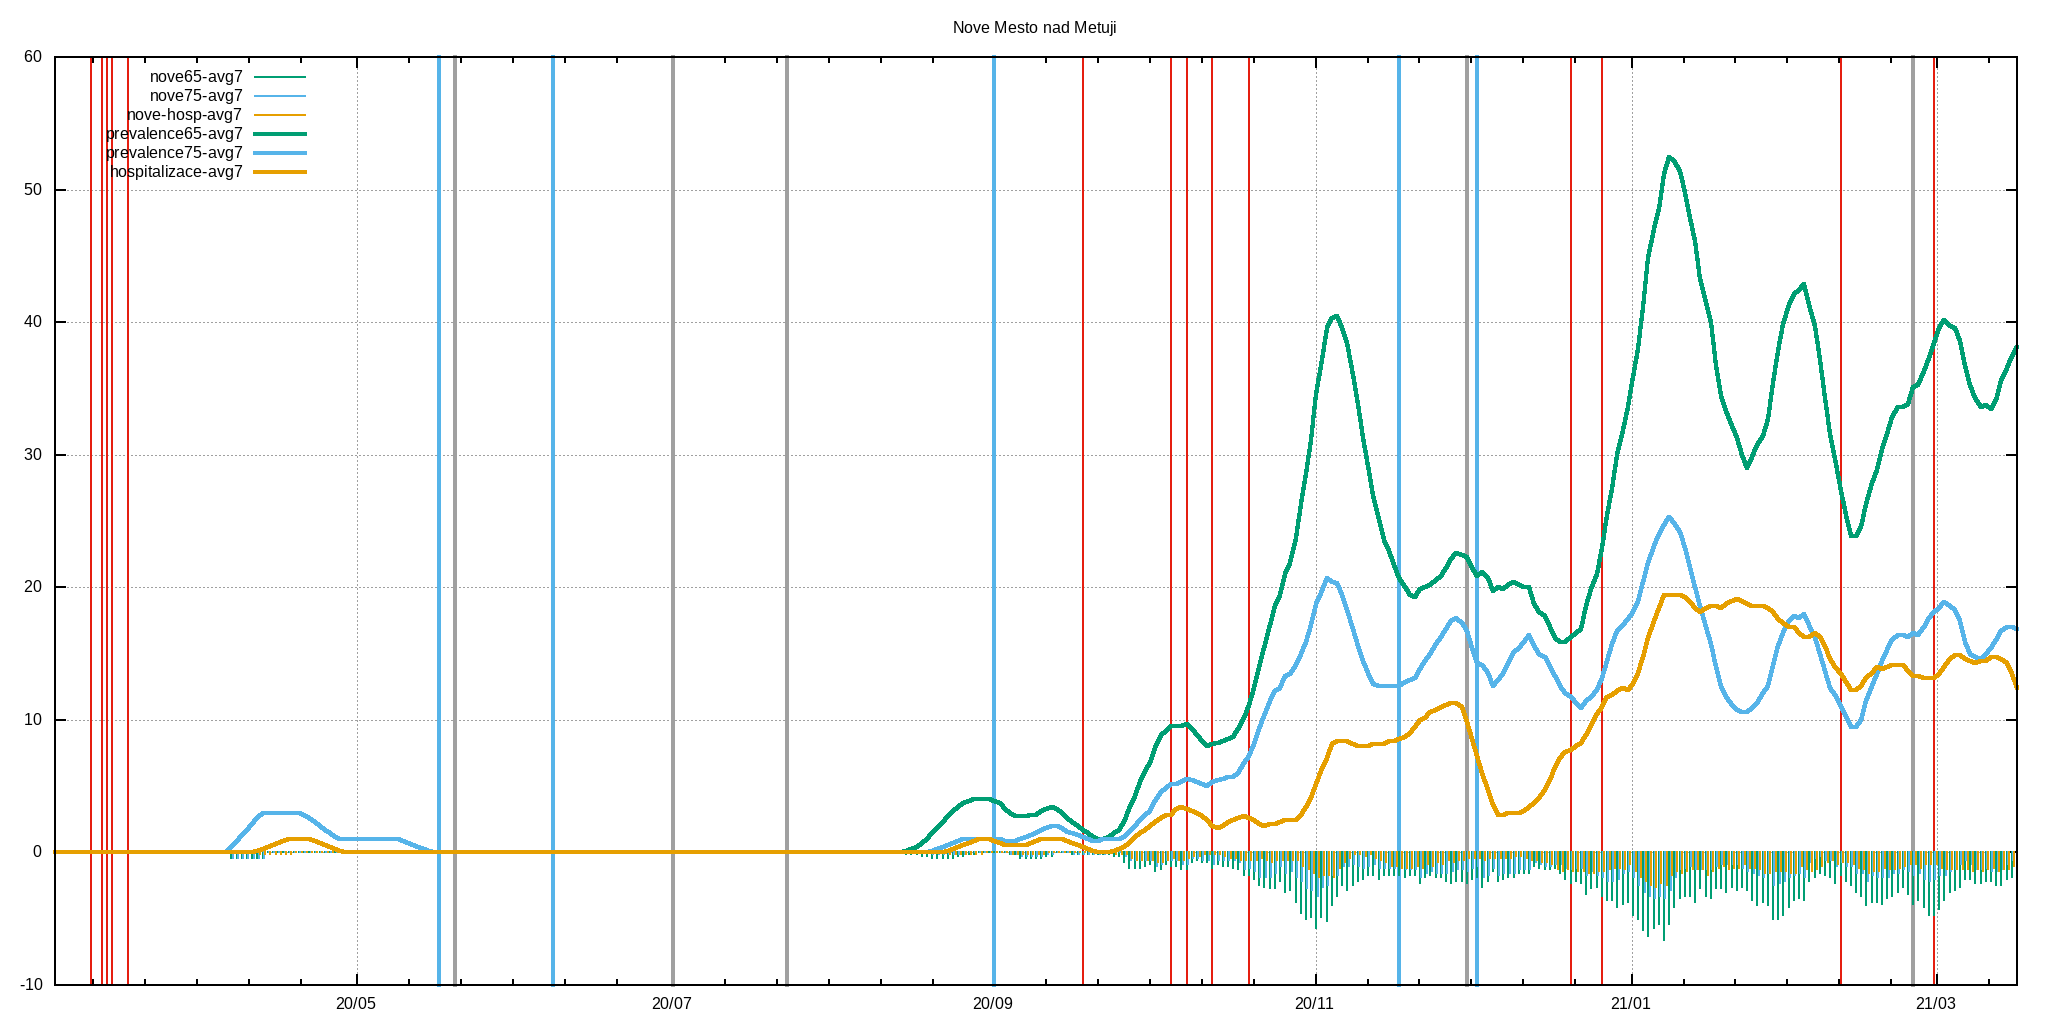 Nove Mesto nad Metuji
60
nove65-avg7
nove75-avg7
nove-hosp-avg7
prevalence65-avg7
prevalence75-avg7
hospitalizace-avg7
50
40
30
20
10
0
-10
20/05 20/07 20/09 20/11 21/01 21/03